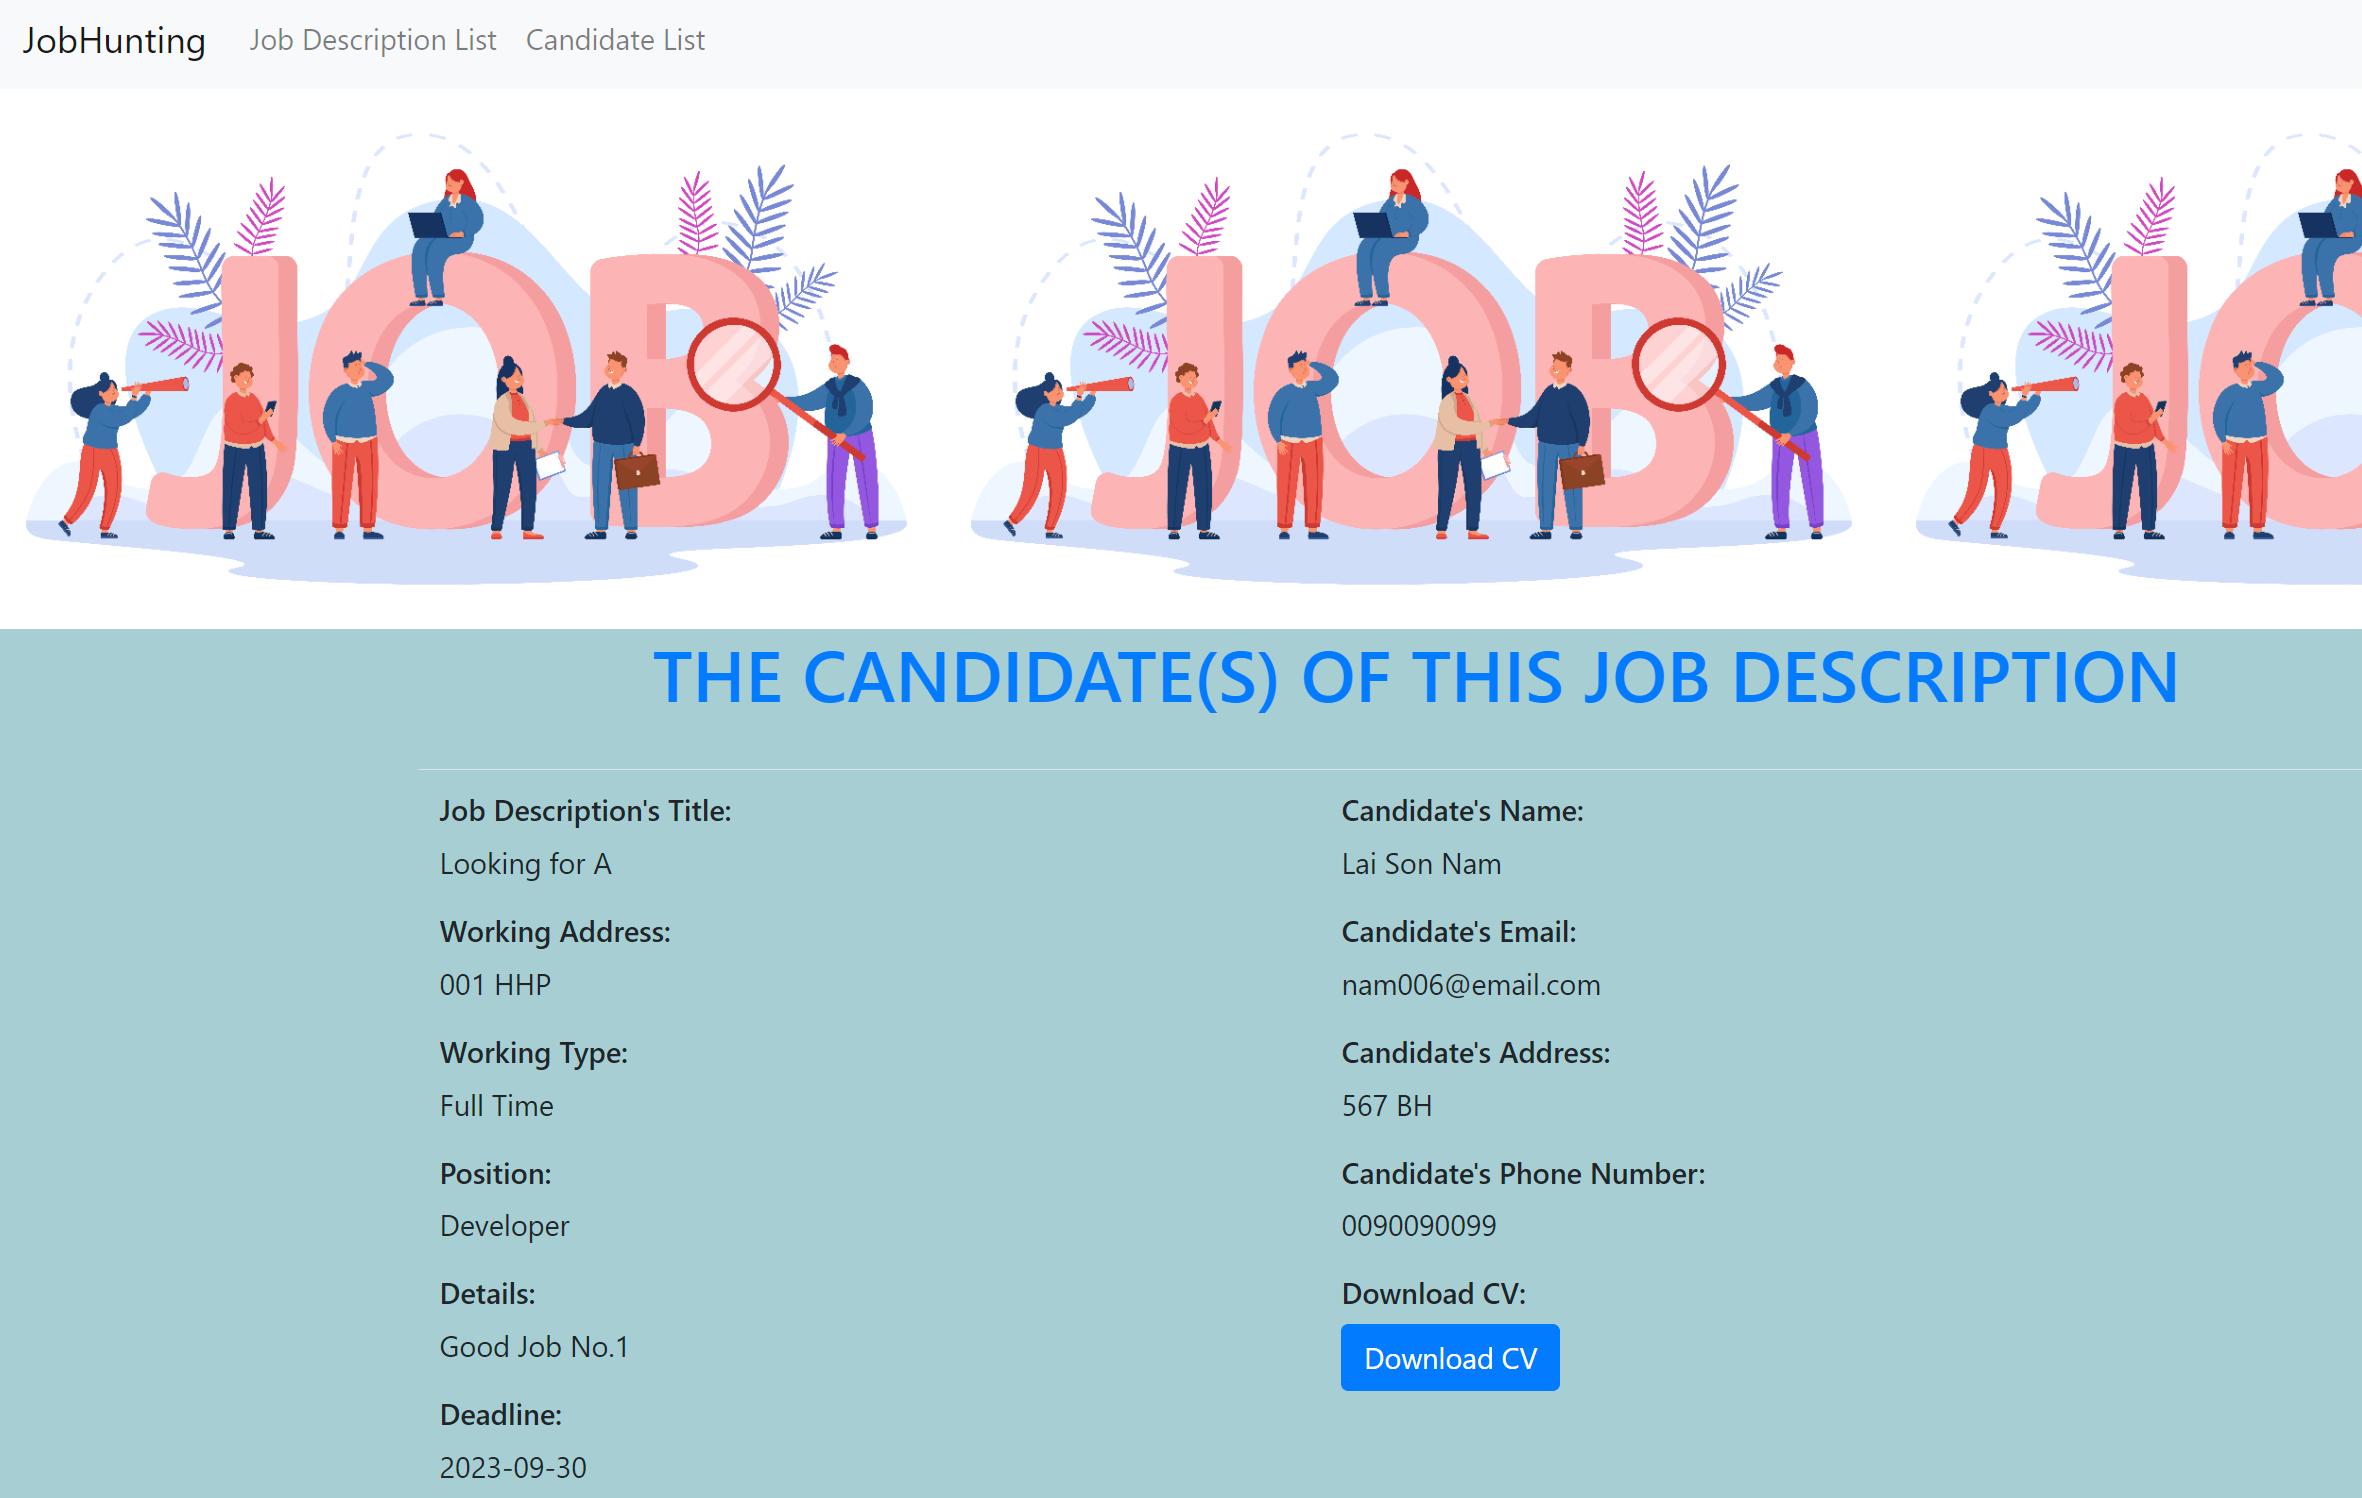 JobHunting Job Description List Candidate List
JOB JOB JO
THE CANDIDATE(S) OF THIS JOB DESCRIPTION
Job Description's Title:
Looking for A
Working Address:
001 HHP
Working Type:
Full Time
Position:
Developer
Details:
Good Job No.1
Deadline:
2023-09-30
Candidate's Name:
Lai Son Nam
Candidate's Email:
nam006@email.com
Candidate's Address:
567 BH
Candidate's Phone Number:
0090090099
Download CV:
Download CV